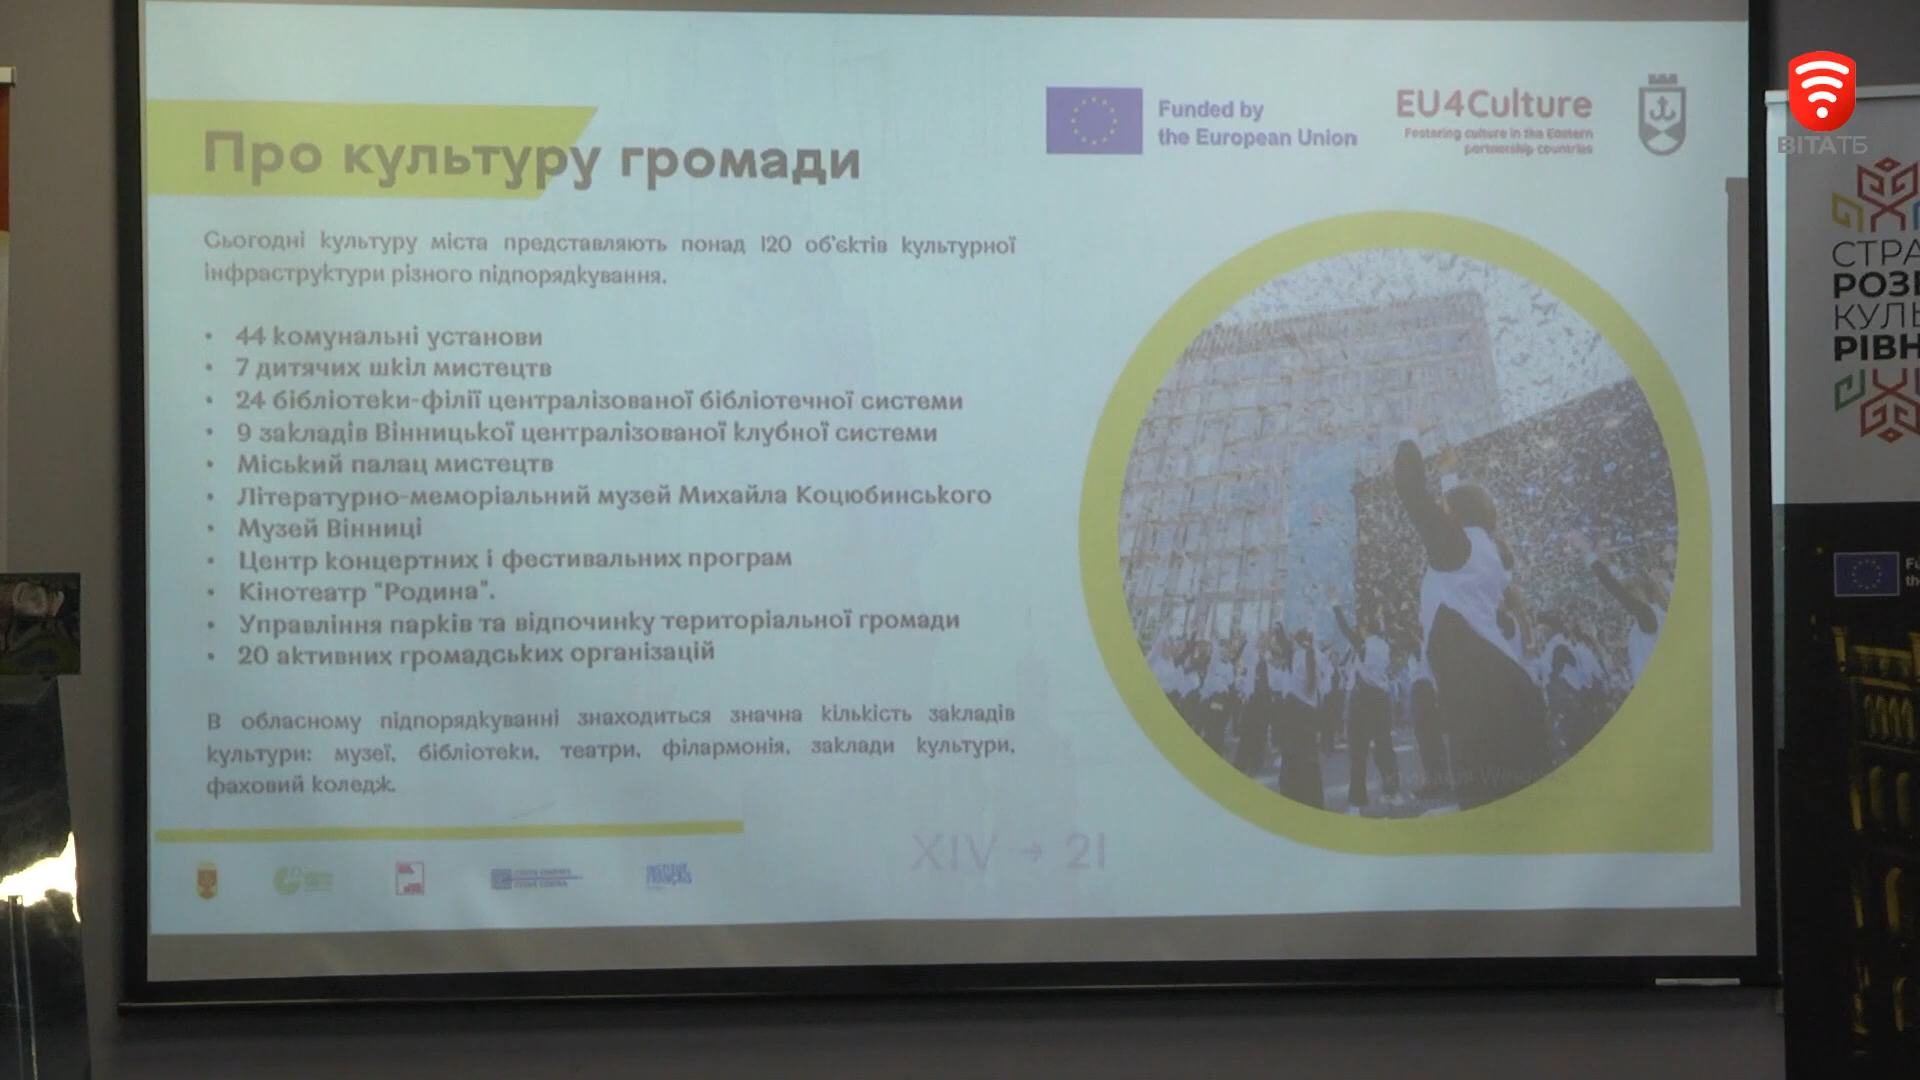 Про культуру громади
Funded by
the European Union
EU4Culture
Fostering culture in the Eastern
partnership countries
ВІТАТБ
Сьогодні культуру міста представляють понад 120 об'єктів культурної
інфраструктури різного підпорядкування.
• 44 комунальні установи
• 7 дитячих шкіл мистецтв
• 24 бібліотеки-філії централізованої бібліотечної системи
• 9 закладів Вінницької централізованої клубної системи
• Міський палац мистецтв
• Літературно-меморіальний музей Михайла Коцюбинського
• Музей Вінниці
• Центр концертних і фестивальних програм
• Кінотеатр "Родина".
• Управління парків та відпочинку територіальної громади
• 20 активних громадських організацій
В обласному підпорядкуванні знаходиться значна кількість закладів
культури: музеї, бібліотеки, театри, філармонія, заклади культури,
фаховий коледж.
XIV → 21
СТРА
РОЗВ
КУЛЬ
РІВН
Fu
the